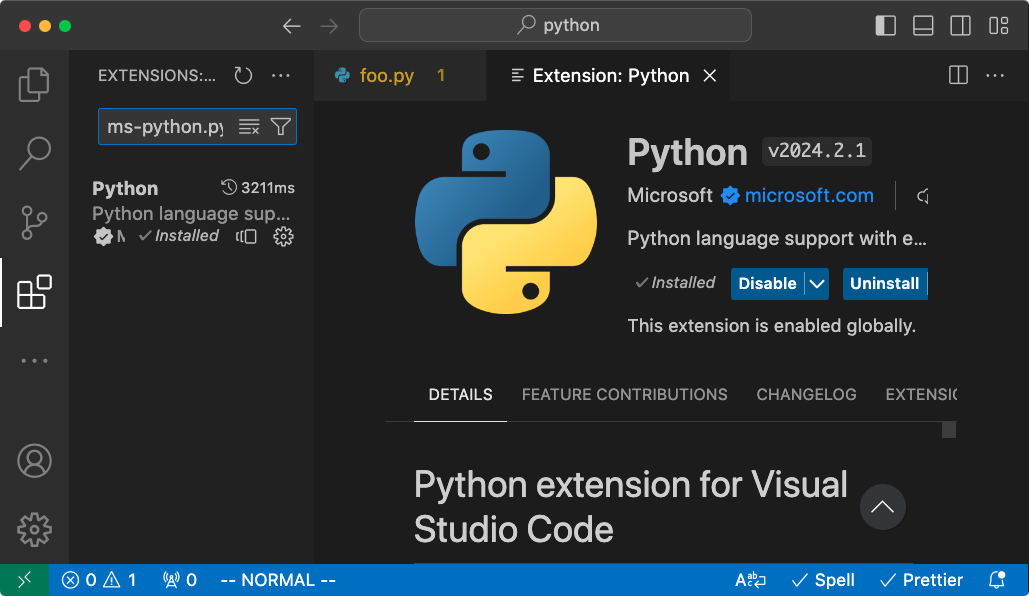 python
EXTENSIONS:...
foo.py 1
Extension: Python
ms-python.py
Python 3211ms
Python language sup...
Installed
Python v2024.2.1
Microsoft microsoft.com
Python language support with e...
Installed Disable Uninstall
This extension is enabled globally.
DETAILS FEATURE CONTRIBUTIONS CHANGELOG EXTENSIO
Python extension for Visual
Studio Code
0 1 0 -- NORMAL -- Spell Prettier